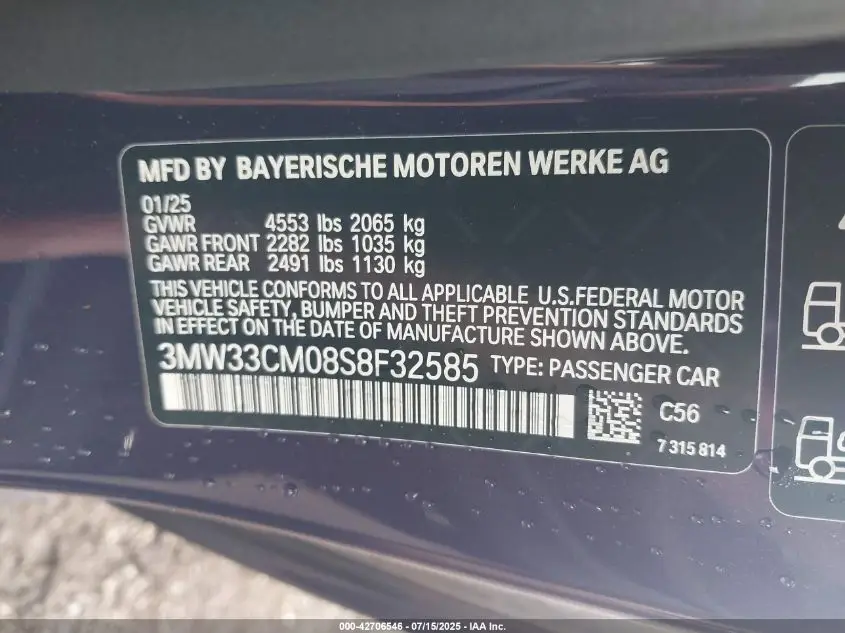 MFD BY BAYERISCHE MOTOREN WERKE AG
01/25
GVWR 4553 lbs 2065 kg
GAWR FRONT 2282 lbs 1035 kg
GAWR REAR 2491 lbs 1130 kg
THIS VEHICLE CONFORMS TO ALL APPLICABLE U.S.FEDERAL MOTOR
VEHICLE SAFETY, BUMPER AND THEFT PREVENTION STANDARDS
IN EFFECT ON THE DATE OF MANUFACTURE SHOWN ABOVE.
3MW33CM08S8F32585 TYPE: PASSENGER CAR
C56
7 315 814
000-42706546 - 07/15/2025 - IAA Inc.